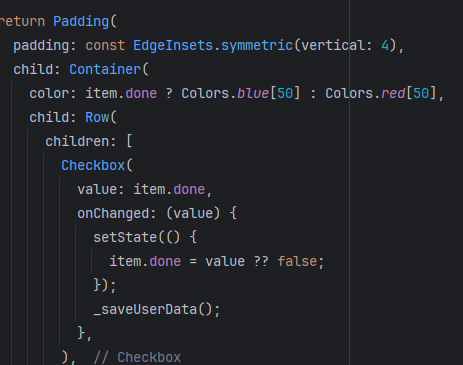 return Padding(
padding: const EdgeInsets.symmetric(vertical: 4),
child: Container(
color: item.done ? Colors.blue[50] : Colors.red[50],
child: Row(
children: [
Checkbox(
value: item.done,
onChanged: (value) {
setState(() {
item.done = value ?? false;
});
_saveUserData();
},
), // Checkbox